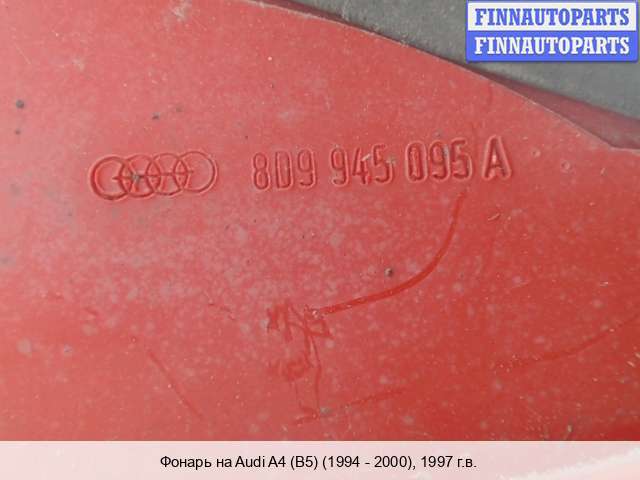 FINNAUTOPARTS
FINNAUTOPARTS
8D9 945 095 A
Фонарь на Audi A4 (B5) (1994 - 2000), 1997 г.в.